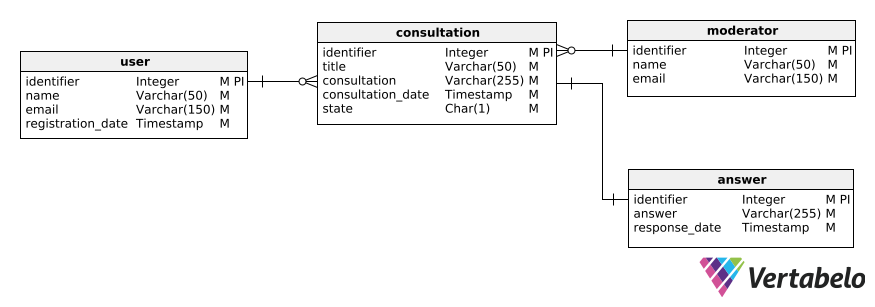 user
identifier Integer M PI
name Varchar(50) M
email Varchar(150) M
registration_date Timestamp M
consultation
identifier Integer M PI
title Varchar(50) M
consultation Varchar(255) M
consultation_date Timestamp M
state Char(1) M
moderator
identifier Integer M PI
name Varchar(50) M
email Varchar(150) M
answer
identifier Integer M PI
answer Varchar(255) M
response_date Timestamp M
Vertabelo